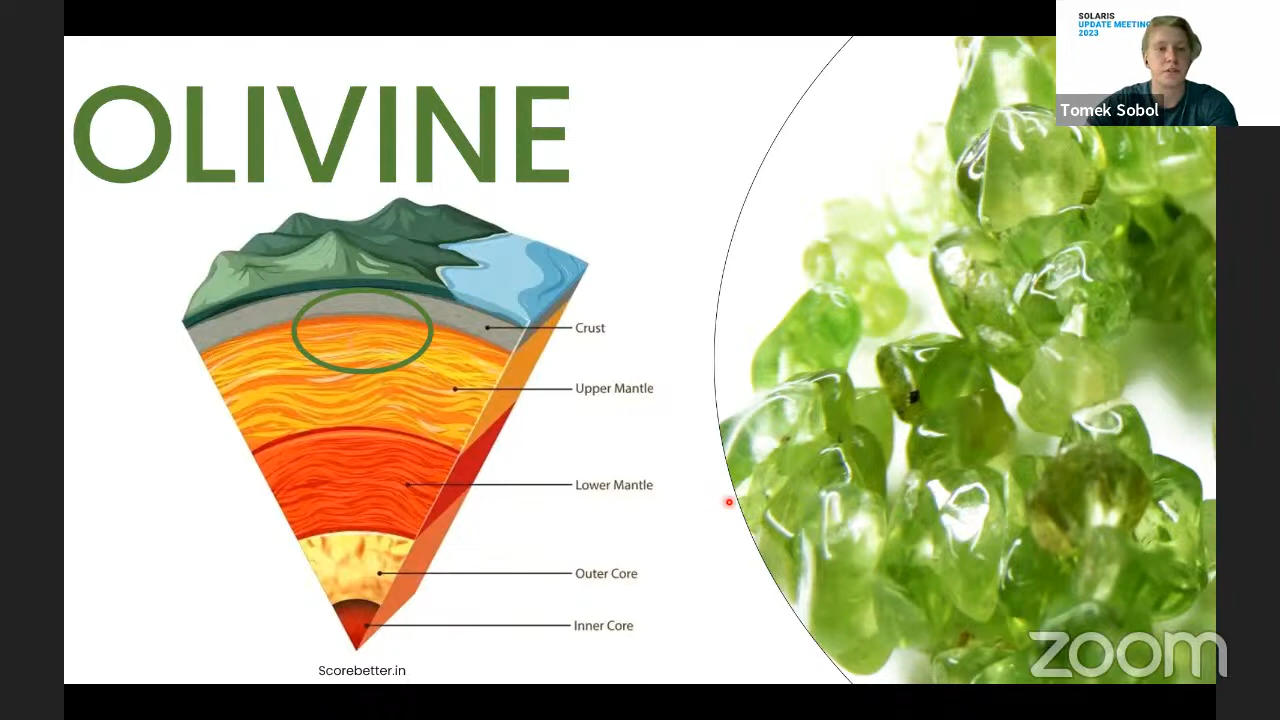 SOLARIS
UPDATE MEETING
2023
Tomek Sobol
OLIVINE
Crust
Upper Mantle
Lower Mantle
Outer Core
Inner Core
Scorebetter.in
zoom